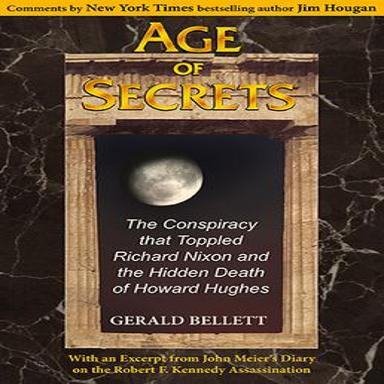 Comments by New York Times bestselling author Jim Hougan
AGE
OF
SECRETS
The Conspiracy
that Toppled
Richard Nixon and
the Hidden Death
of Howard Hughes
GERALD BELLETT
With an Excerpt from John Meier's Diary
on the Robert F. Kennedy Assassination